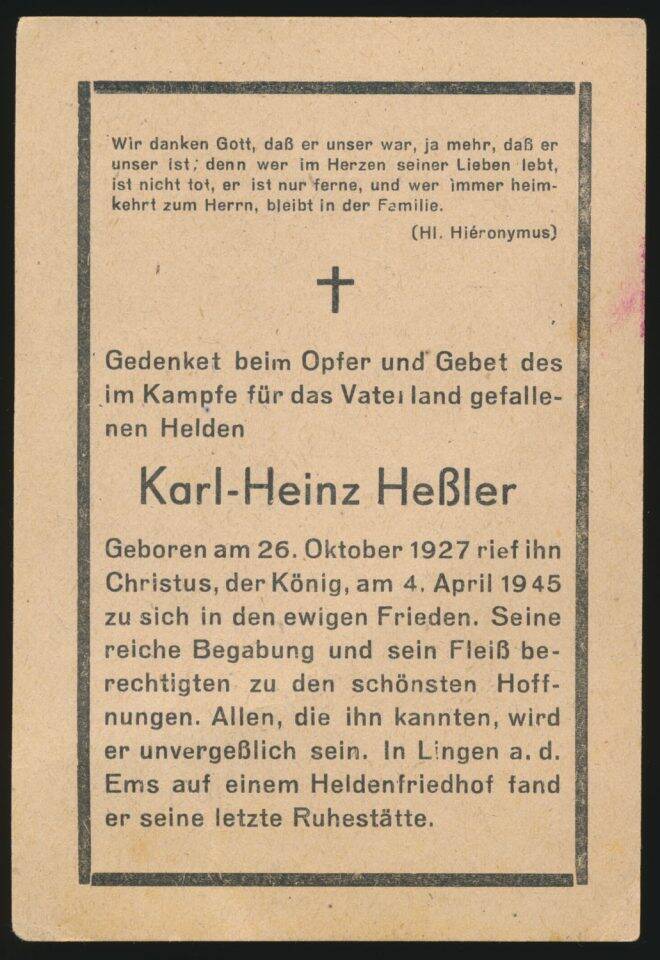 Wir danken Gott, daß er unser war, ja mehr, daß er
unser ist; denn wer im Herzen seiner Lieben lebt,
ist nicht tot, er ist nur ferne, und wer immer heim-
kehrt zum Herrn, bleibt in der Familie.
(Hl. Hiéronymus)
Gedenket beim Opfer und Gebet des
im Kampfe für das Vaterland gefalle-
nen Helden
Karl-Heinz Heßler
Geboren am 26. Oktober 1927 rief ihn
Christus, der König, am 4. April 1945
zu sich in den ewigen Frieden. Seine
reiche Begabung und sein Fleiß be-
rechtigten zu den schönsten Hoff-
nungen. Allen, die ihn kannten, wird
er unvergeßlich sein. In Lingen a. d.
Ems auf einem Heldenfriedhof fand
er seine letzte Ruhestätte.